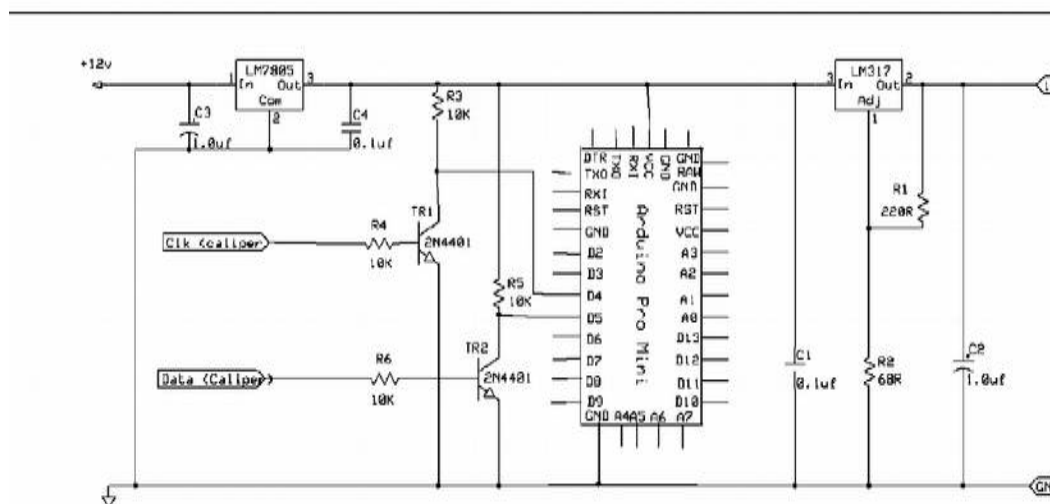 +12v
LM7805
1 In Out 3
Com
2
C3
1.0uf
C4
0.1uf
R3
10K
3 LM317 2
In Out
Adj
1
R1
220R
DTR TXO RXI VCC GND GND
TXO RAW
RXI GND
RST RST
GND VCC
D2 A3
D3 A2
D4 A1
D5 A0
D6 D13
D7 D12
D8 D11
D9 D10
GND A4 A5 A6 A7
Arduino Pro Mini
TR1
2N4401
R4
10K
Clk (caliper
R5
10K
TR2
2N4401
R6
10K
Data (Caliper)
C1
0.1uf
R2
68R
C2
1.0uf